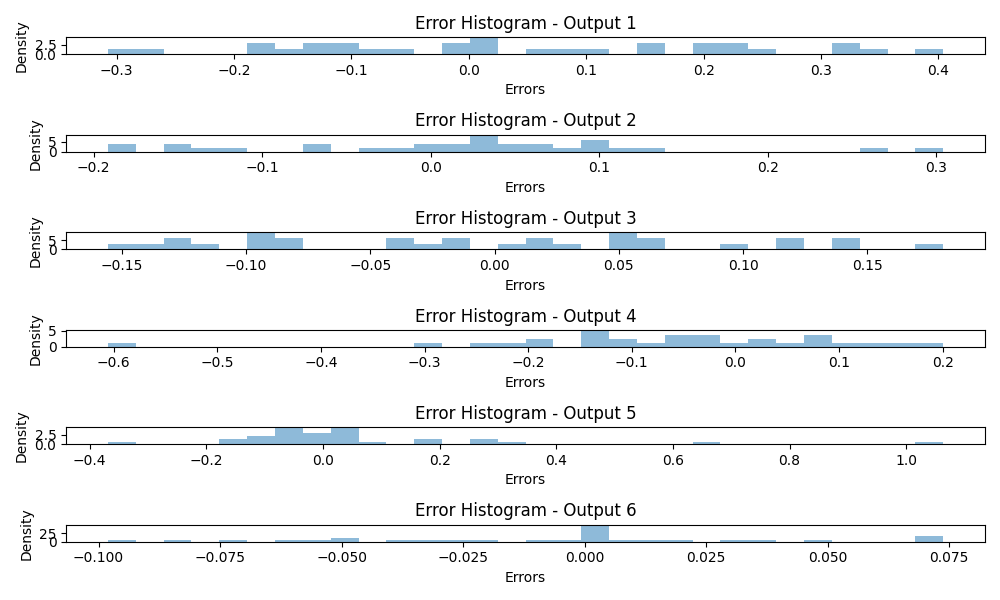 Error Histogram - Output 1
Density
2.5
0.0
−0.3 −0.2 −0.1 0.0 0.1 0.2 0.3 0.4
Errors
Error Histogram - Output 2
Density
5
0
−0.2 −0.1 0.0 0.1 0.2 0.3
Errors
Error Histogram - Output 3
Density
5
0
−0.15 −0.10 −0.05 0.00 0.05 0.10 0.15
Errors
Error Histogram - Output 4
Density
5
0
−0.6 −0.5 −0.4 −0.3 −0.2 −0.1 0.0 0.1 0.2
Errors
Error Histogram - Output 5
Density
2.5
0.0
−0.4 −0.2 0.0 0.2 0.4 0.6 0.8 1.0
Errors
Error Histogram - Output 6
Density
25
0
−0.100 −0.075 −0.050 −0.025 0.000 0.025 0.050 0.075
Errors